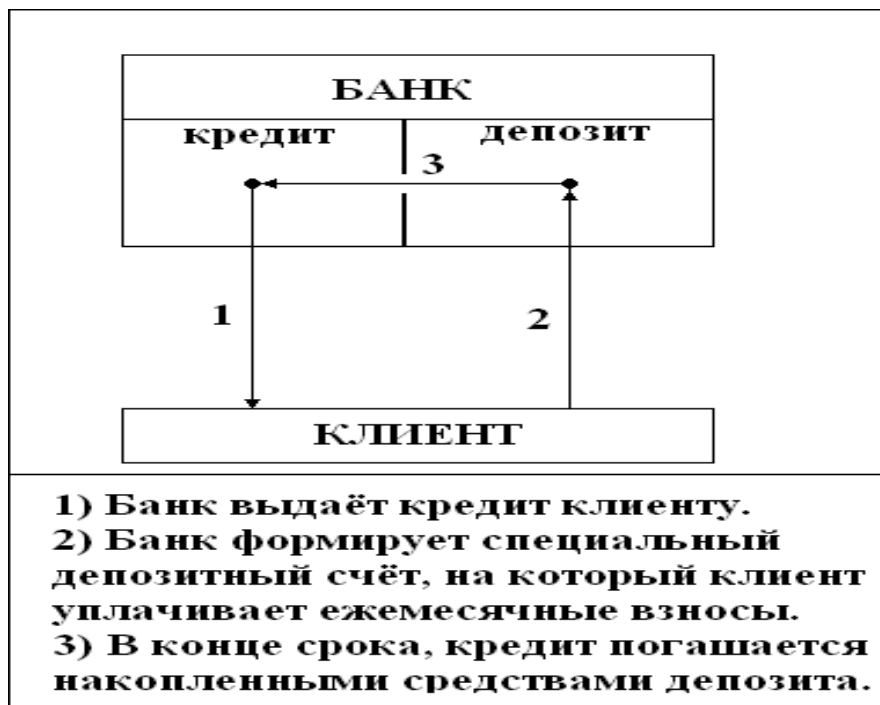 БАНК
кредит
депозит
3
1
2
КЛИЕНТ
1) Банк выдаёт кредит клиенту.
2) Банк формирует специальный
депозитный счёт, на который клиент
уплачивает ежемесячные взносы.
3) В конце срока, кредит погашается
накопленными средствами депозита.